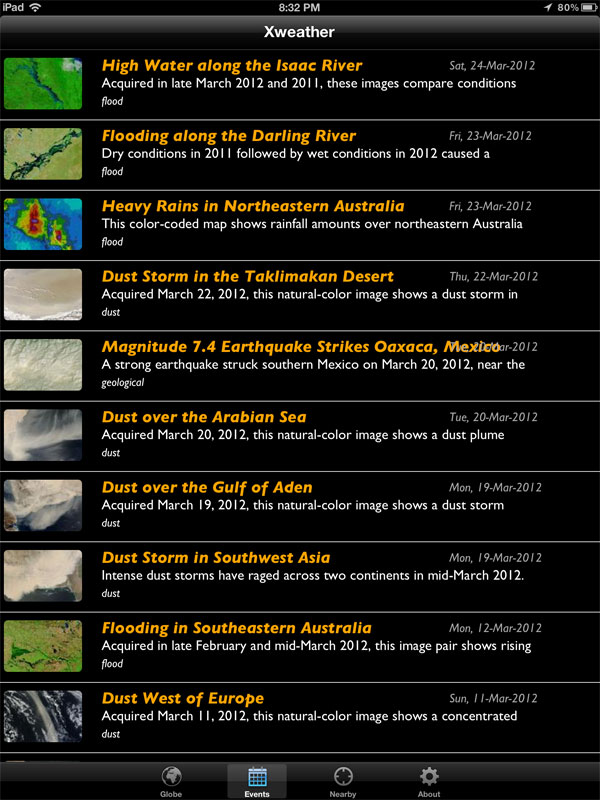 iPad 8:32 PM 80%
Xweather
High Water along the Isaac River Sat, 24-Mar-2012
Acquired in late March 2012 and 2011, these images compare conditions
flood
Flooding along the Darling River Fri, 23-Mar-2012
Dry conditions in 2011 followed by wet conditions in 2012 caused a
flood
Heavy Rains in Northeastern Australia Fri, 23-Mar-2012
This color-coded map shows rainfall amounts over northeastern Australia
flood
Dust Storm in the Taklimakan Desert Thu, 22-Mar-2012
Acquired March 22, 2012, this natural-color image shows a dust storm in
dust
Magnitude 7.4 Earthquake Strikes Oaxaca, Mexico
A strong earthquake struck southern Mexico on March 20, 2012, near the
geological
Dust over the Arabian Sea Tue, 20-Mar-2012
Acquired March 20, 2012, this natural-color image shows a dust plume
dust
Dust over the Gulf of Aden Mon, 19-Mar-2012
Acquired March 19, 2012, this natural-color image shows a dust storm
dust
Dust Storm in Southwest Asia Mon, 19-Mar-2012
Intense dust storms have raged across two continents in mid-March 2012.
dust
Flooding in Southeastern Australia Mon, 12-Mar-2012
Acquired in late February and mid-March 2012, this image pair shows rising
flood
Dust West of Europe Sun, 11-Mar-2012
Acquired March 11, 2012, this natural-color image shows a concentrated
dust
Globe Events Nearby About